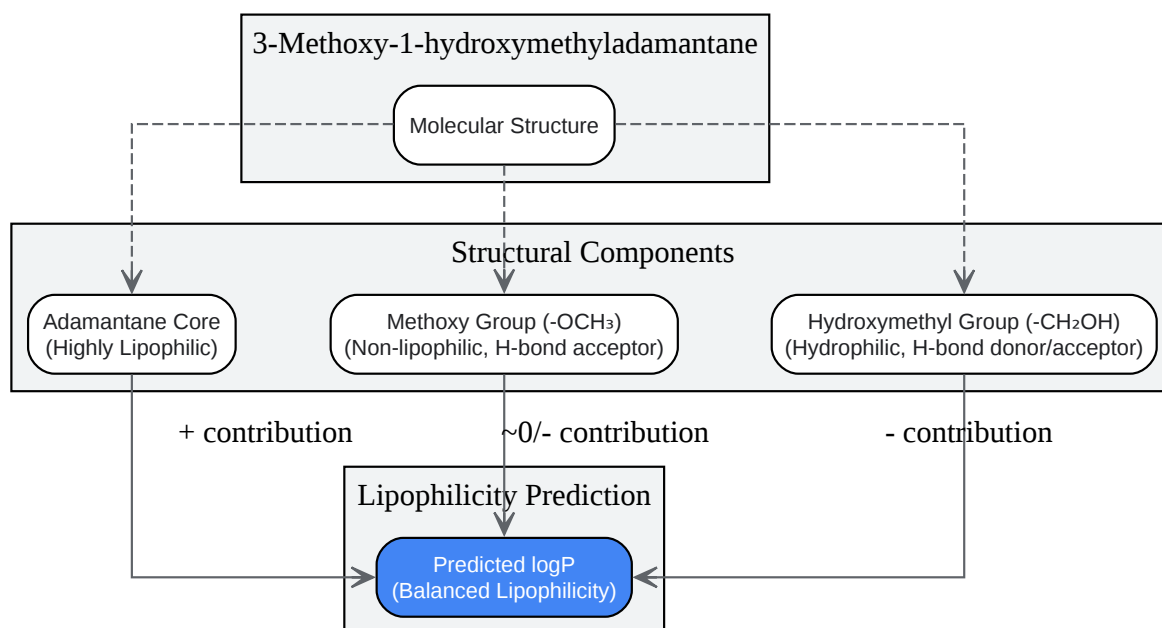 3-Methoxy-1-hydroxymethyladamantane
Molecular Structure
Structural Components
Adamantane Core
(Highly Lipophilic)
Methoxy Group (-OCH₃)
(Non-lipophilic, H-bond acceptor)
Hydroxymethyl Group (-CH₂OH)
(Hydrophilic, H-bond donor/acceptor)
+ contribution
~0/- contribution
- contribution
Lipophilicity Prediction
Predicted logP
(Balanced Lipophilicity)